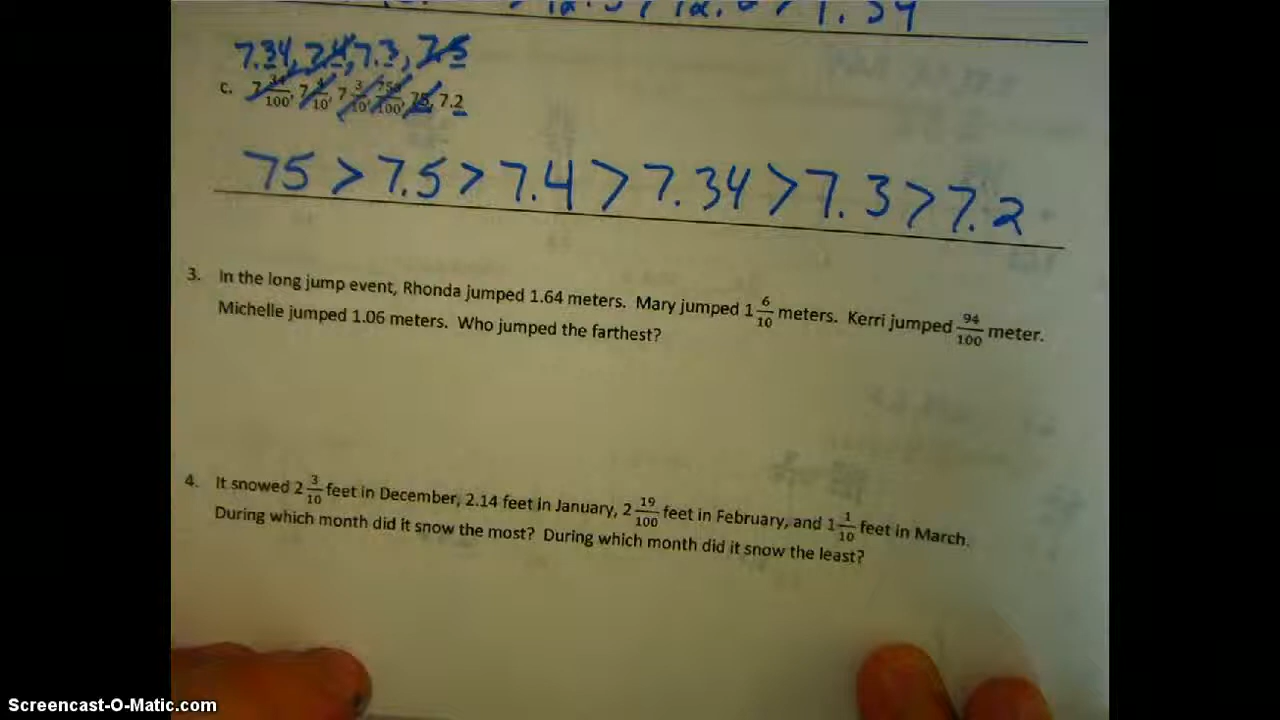 7.34, 7.4, 7.3, 7.5
c. 7 34/100, 7 4/10, 7 3/10, 750/100, 75, 7.2
75 > 7.5 > 7.4 > 7.34 > 7.3 > 7.2
3. In the long jump event, Rhonda jumped 1.64 meters. Mary jumped 1 6/10 meters. Kerri jumped 94/100 meter.
Michelle jumped 1.06 meters. Who jumped the farthest?
4. It snowed 2 3/10 feet in December, 2.14 feet in January, 2 19/100 feet in February, and 1 1/10 feet in March.
During which month did it snow the most? During which month did it snow the least?
Screencast-O-Matic.com